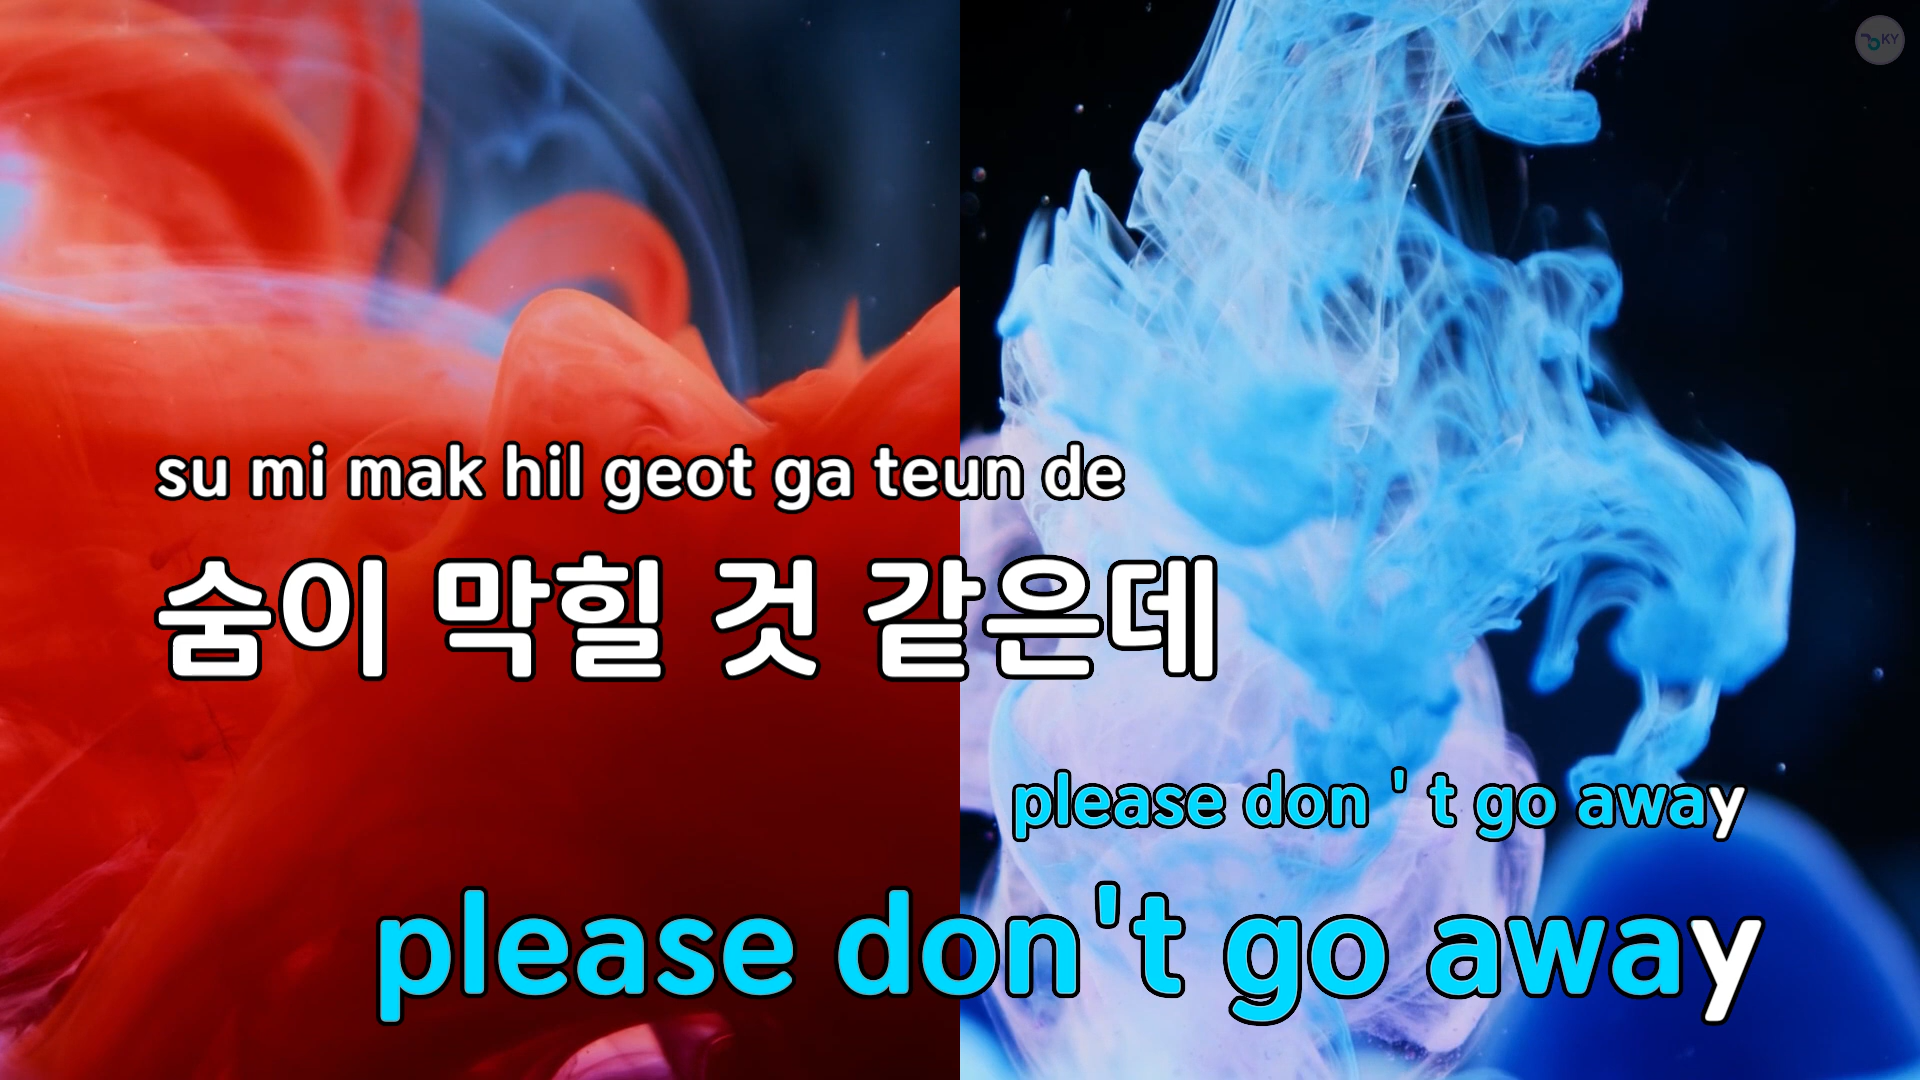 KY
su mi mak hil geot ga teun de
숨이 막힐 것 같은데
please don ' t go away
please don't go away